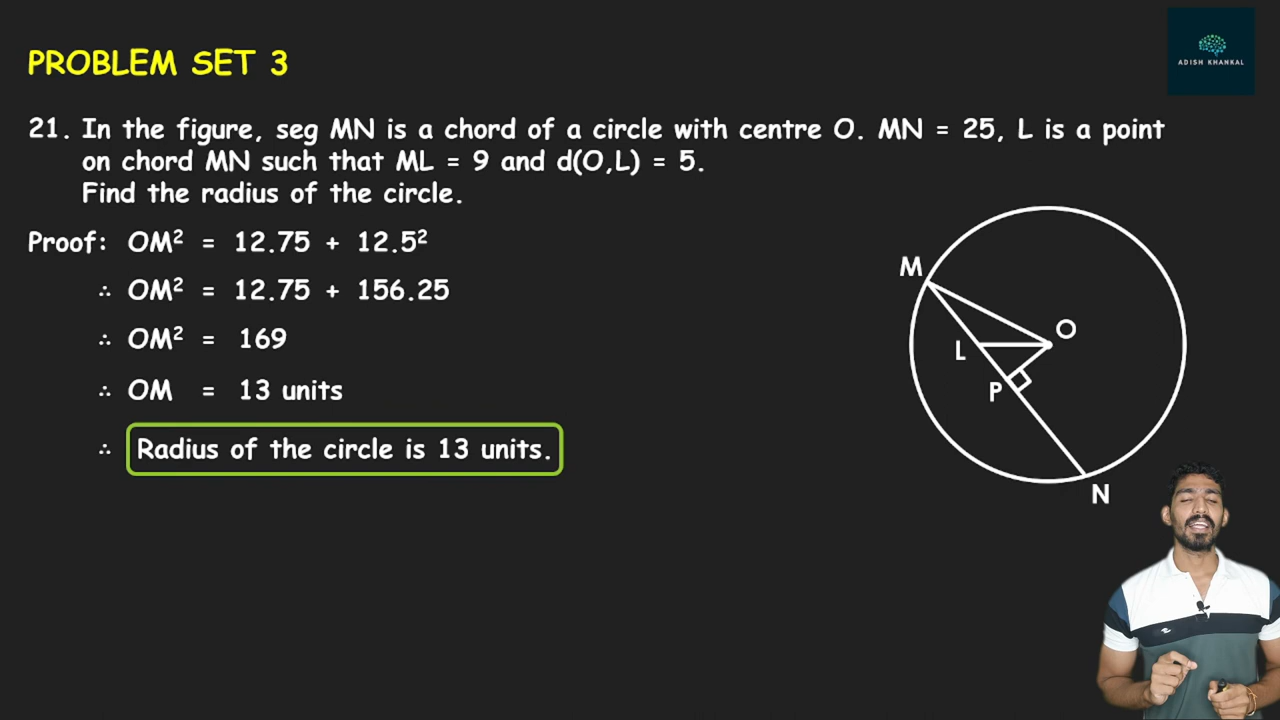 ADISH KHANKAL
PROBLEM SET 3
21. In the figure, seg MN is a chord of a circle with centre O. MN = 25, L is a point
on chord MN such that ML = 9 and d(O,L) = 5.
Find the radius of the circle.
Proof: OM² = 12.75 + 12.5²
∴ OM² = 12.75 + 156.25
∴ OM² = 169
∴ OM = 13 units
∴ Radius of the circle is 13 units.
M
O
L
P
N